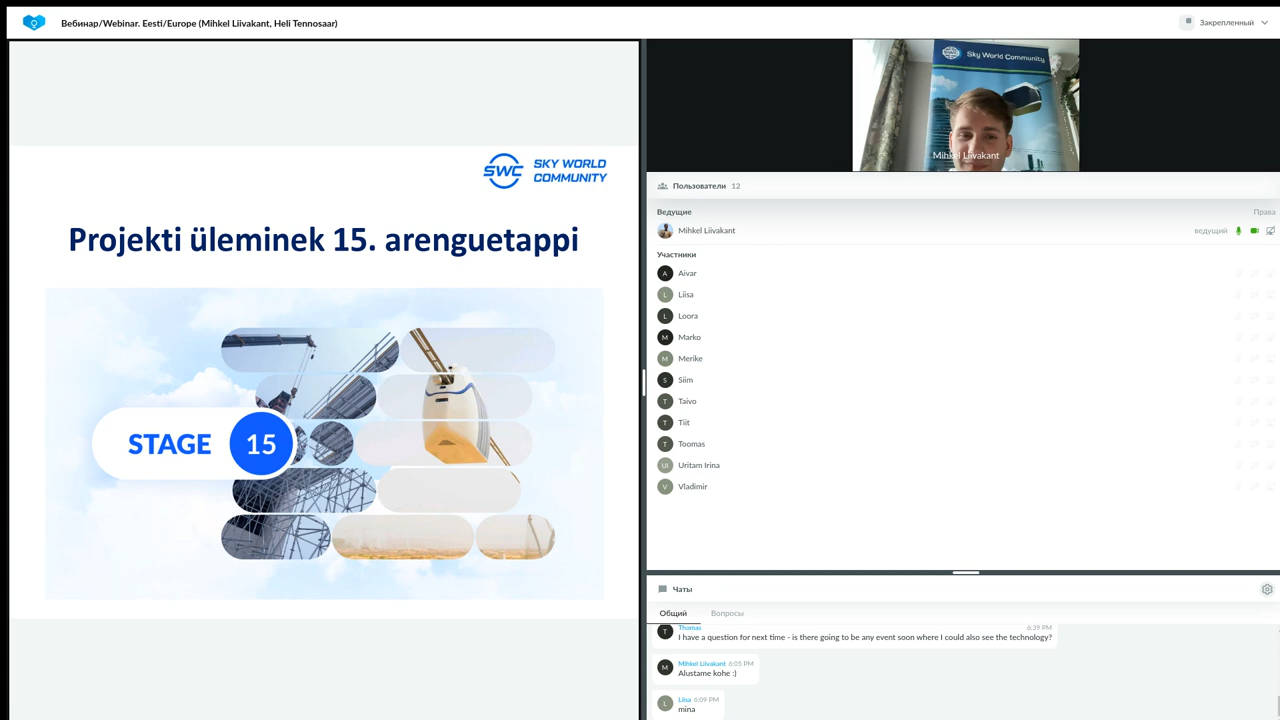 Вебинар/Webinar. Eesti/Europe (Mihkel Liivakant, Heli Tennosaar)
Закрепленный
SWC SKY WORLD
COMMUNITY
Projekti üleminek 15. arenguetappi
STAGE 15
Sky World Community
Mihkel Liivakant
Пользователи 12
Ведущие Права
Mihkel Liivakant ведущий
Участники
A Aivar
L Liisa
L Loora
M Marko
M Merike
S Siim
T Taivo
T Tiit
T Toomas
UI Uritam Irina
V Vladimir
Чаты
Общий Вопросы
T Thomas 6:39 PM
I have a question for next time - is there going to be any event soon where I could also see the technology?
M Mihkel Liivakant 6:05 PM
Alustame kohe :)
L Liisa 6:09 PM
mina